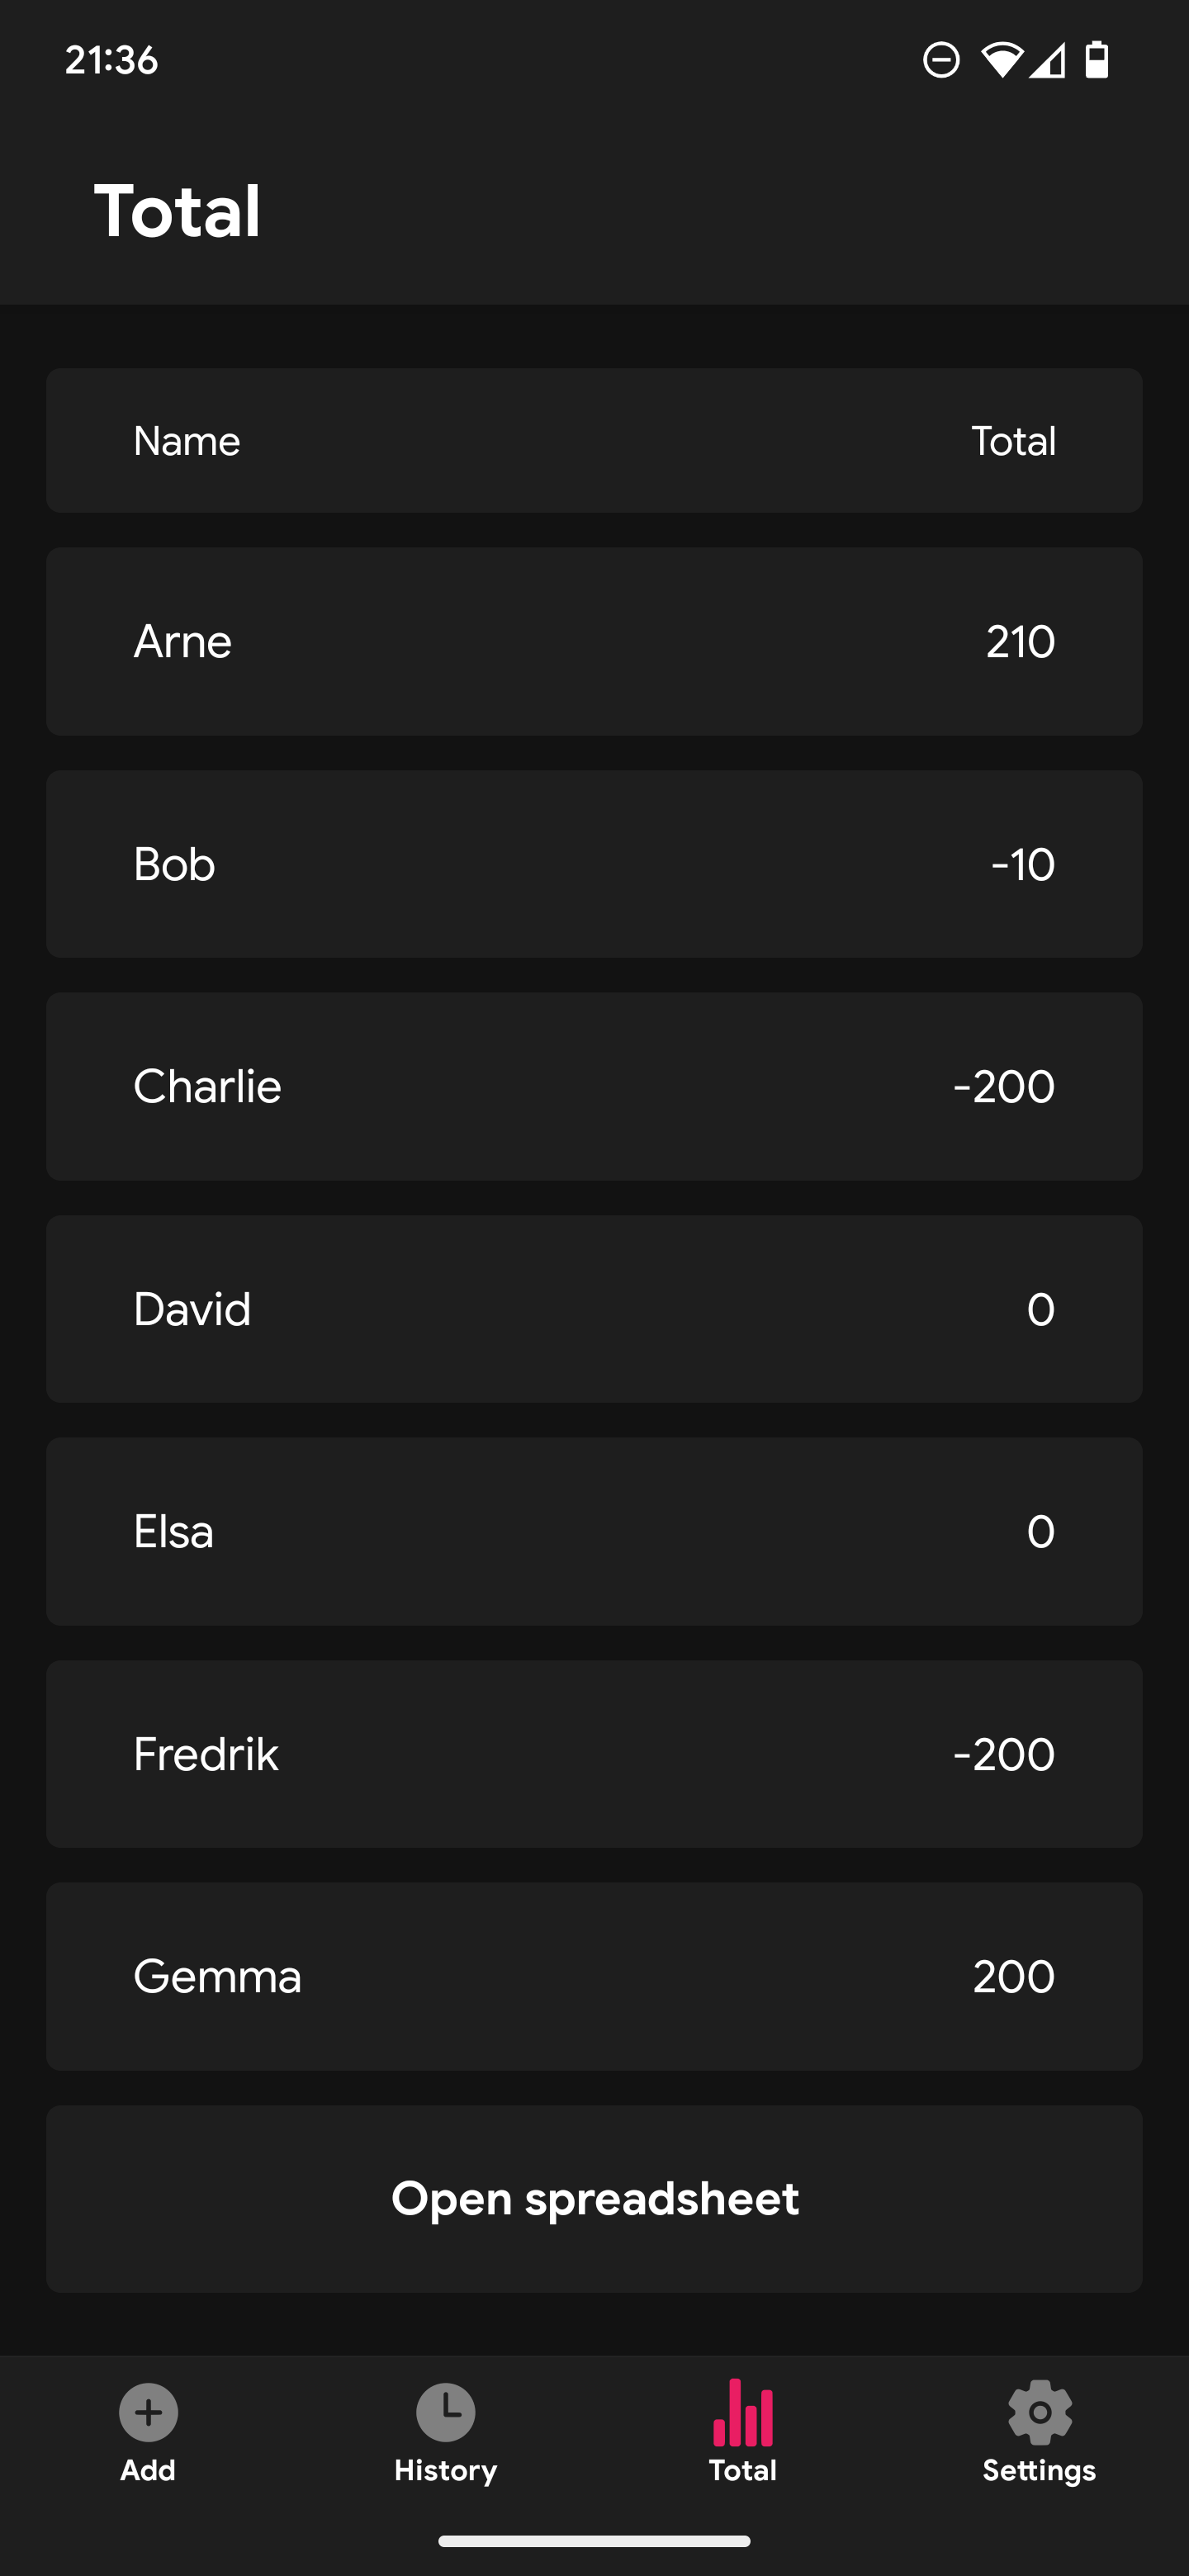 21:36
Total
Name Total
Arne 210
Bob -10
Charlie -200
David 0
Elsa 0
Fredrik -200
Gemma 200
Open spreadsheet
Add History Total Settings